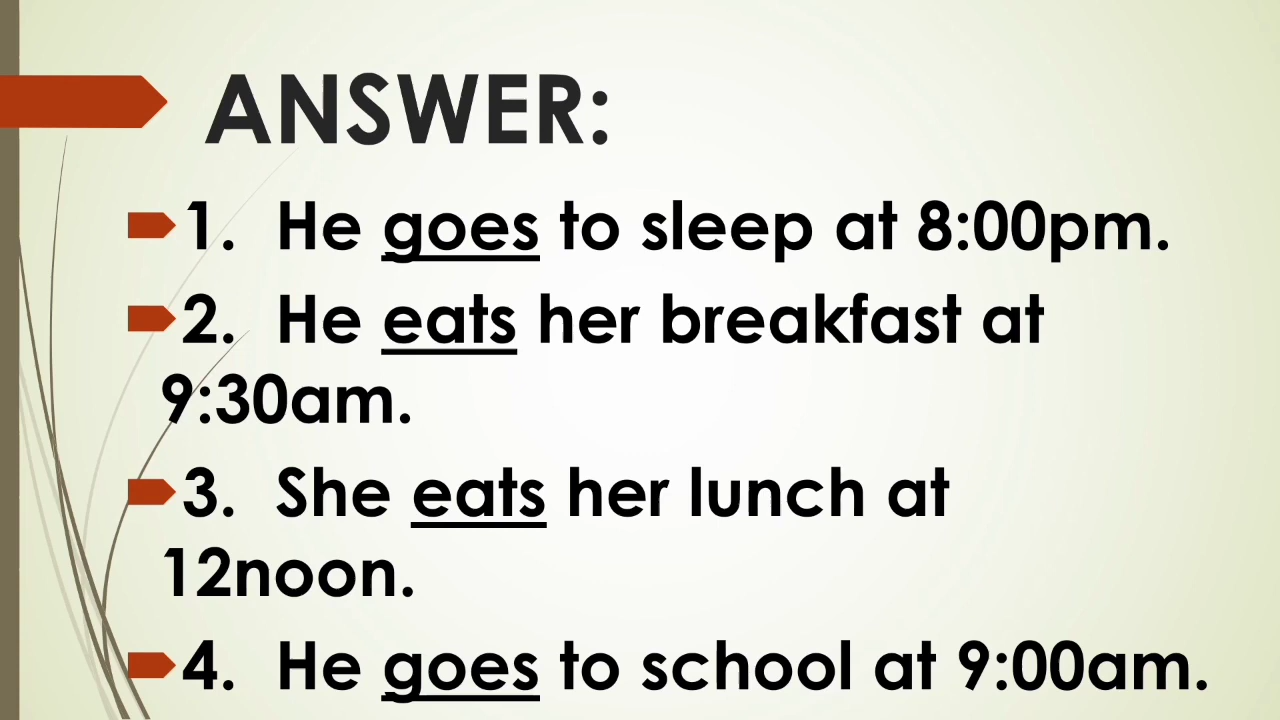 ANSWER:
1. He goes to sleep at 8:00pm.
2. He eats her breakfast at
9:30am.
3. She eats her lunch at
12noon.
4. He goes to school at 9:00am.